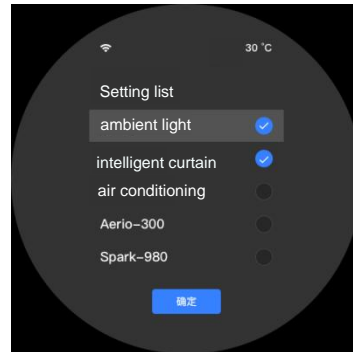 30 °C
Setting list
ambient light
intelligent curtain
air conditioning
Aerio-300
Spark-980
确定